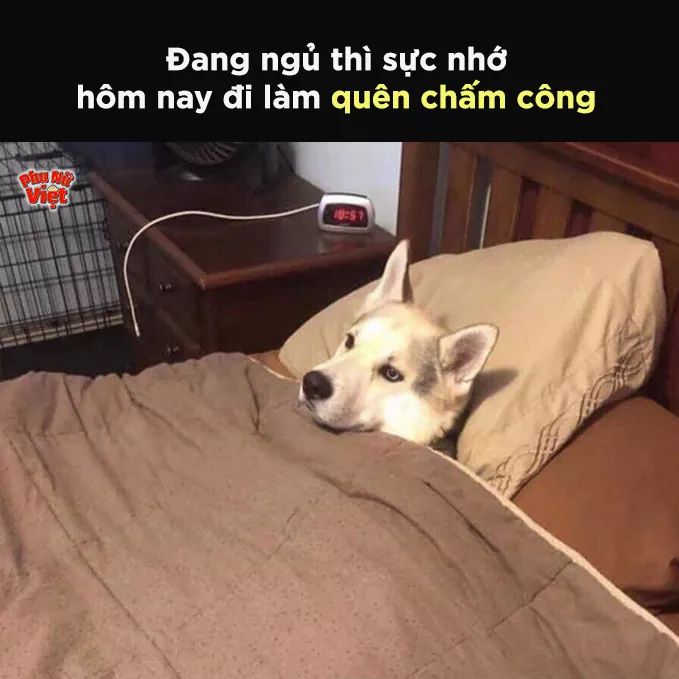 Đang ngủ thì sực nhớ
hôm nay đi làm quên chấm công
Phụ Nữ
Việt
10:57